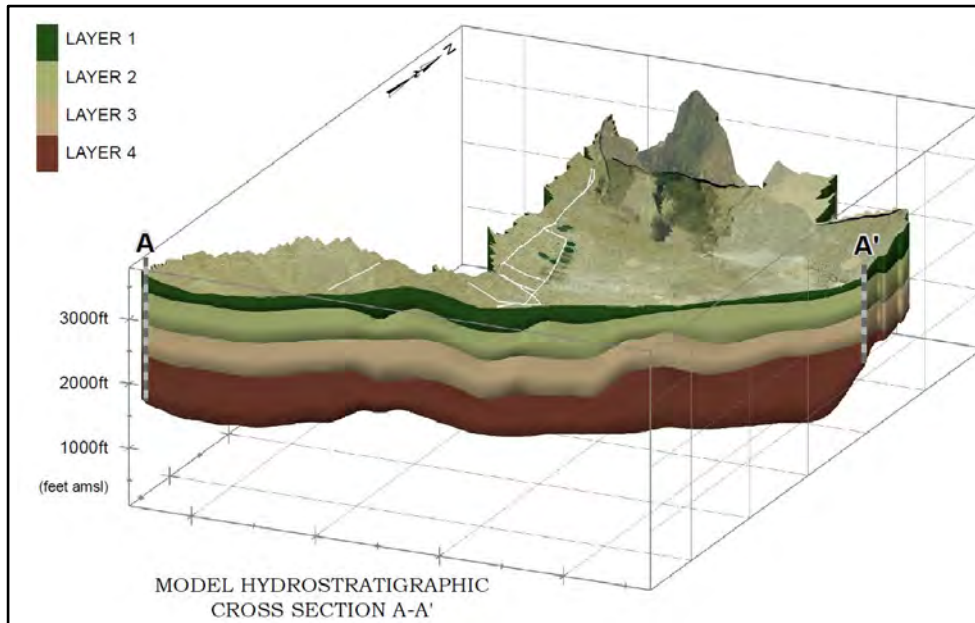 LAYER 1
LAYER 2
LAYER 3
LAYER 4
N
A
A'
3000ft
2000ft
1000ft
(feet amsl)
MODEL HYDROSTRATIGRAPHIC
CROSS SECTION A-A'